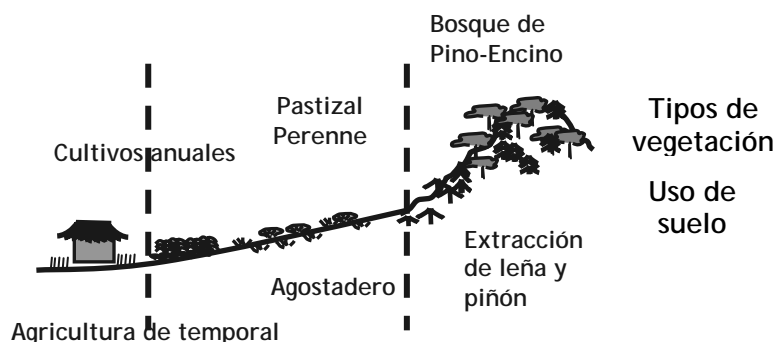 Bosque de
Pino-Encino
Pastizal
Perenne
Cultivos anuales
Tipos de
vegetación
Uso de
suelo
Extracción
de leña y
piñón
Agostadero
Agricultura de temporal